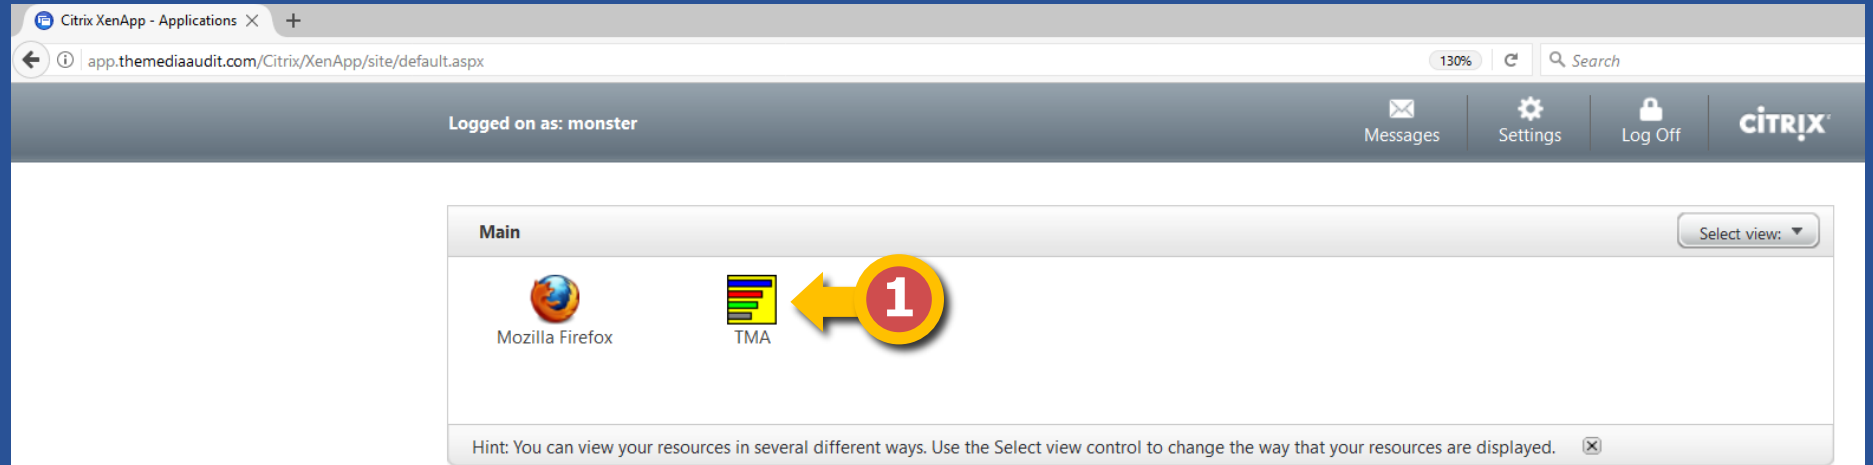 Citrix XenApp - Applications
app.themediaaudit.com/Citrix/XenApp/site/default.aspx
130%
Search
Logged on as: monster
Messages
Settings
Log Off
CITRIX
Main
Select view:
Mozilla Firefox
TMA
1
Hint: You can view your resources in several different ways. Use the Select view control to change the way that your resources are displayed.